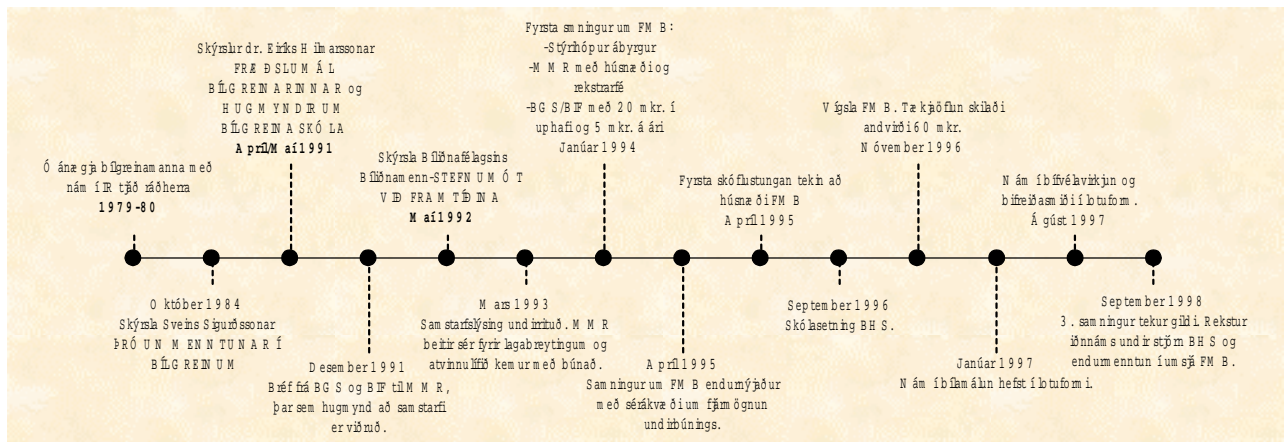 Óánægja bílgreinamanna með
nám í IR tjáð ráðherra
1979-80
Október 1984
Skýrsla Sveins Sigurðssonar
ÞRÓUN MENNTUNAR Í
BÍLGREINUM
Skýrslur dr. Eiríks Hilmarssonar
FRÆÐSLUMÁL
BÍLGREINARINNAR og
HUGMYNDIR UM
BÍLGREINASKÓLA
Apríl/Maí 1991
Desember 1991
Bréf frá BGS og BIF til MMR,
þar sem hugmynd að samstarfi
er viðruð.
Skýrsla Bíliðnafélagsins
Bíliðnamenn-STEFNUMÓT
VIÐ FRAMTÍÐINA
Maí 1992
Mars 1993
Samstarfslýsing undirrituð. MMR
beitir sér fyrir lagabreytingum og
atvinnulífið kemur með búnað.
Fyrsta smningur um FMB:
-Stýrihópur ábyrgur
-MMR með húsnæði og
rekstrarfé
-BGS/BIF með 20 mkr. í
uphafi og 5 mkr. á ári
Janúar 1994
Apríl 1995
Samningur um FMB endurnýjaður
með sérákvæðium fjármögnun
undirbúnings.
Fyrsta skóflustungan tekin að
húsnæði FMB
Apríl 1995
September 1996
Skólasetning BHS.
Vígsla FMB. Tækjaöflun skilaði
andvirði 60 mkr.
Nóvember 1996
Janúar 1997
Nám í bílamálun hefst í lotuformi.
Nám í bifvélavirkjun og
bifreiðasmiði í lotuform.
Ágúst 1997
September 1998
3. samningur tekur gildi. Rekstur
iðnnáms undir stjórn BHS og
endurmenntun í umsjá FMB.